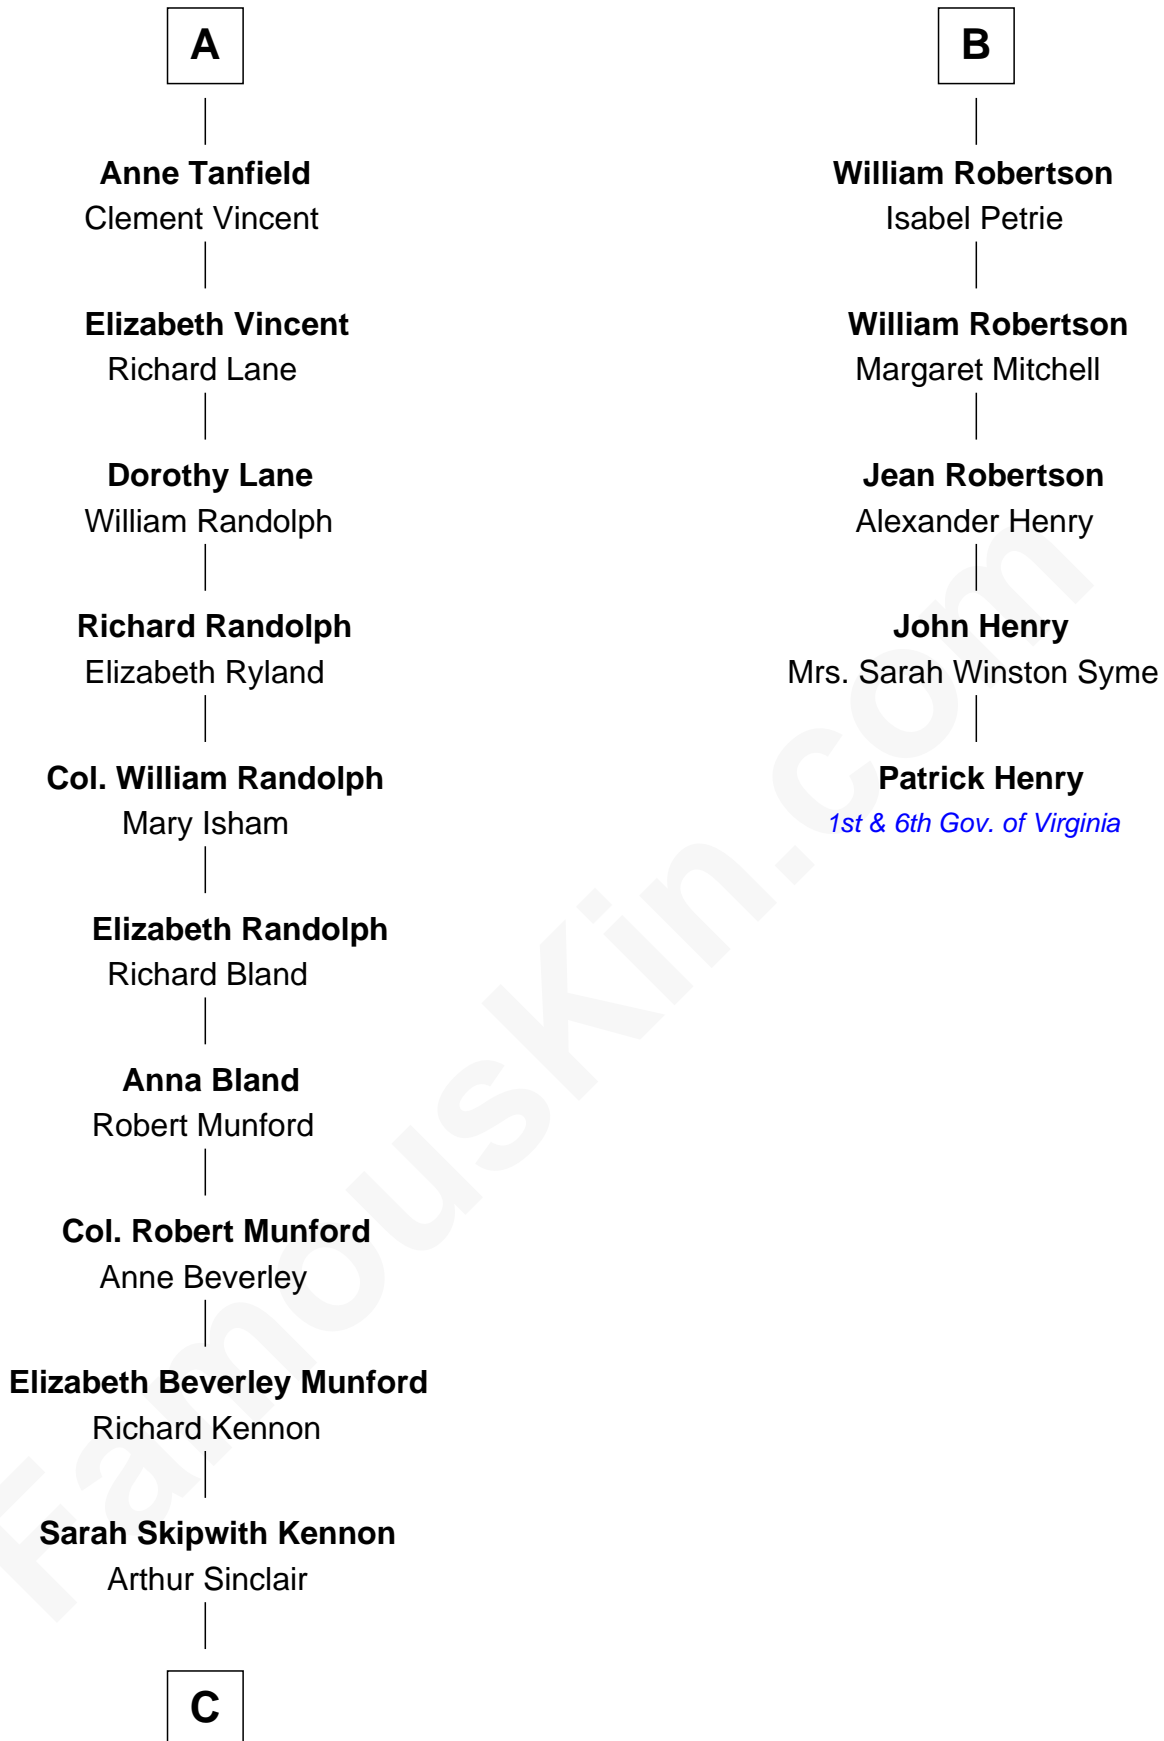 A
Anne Tanfield
Clement Vincent
Elizabeth Vincent
Richard Lane
Dorothy Lane
William Randolph
Richard Randolph
Elizabeth Ryland
Col. William Randolph
Mary Isham
Elizabeth Randolph
Richard Bland
Anna Bland
Robert Munford
Col. Robert Munford
Anne Beverley
Elizabeth Beverley Munford
Richard Kennon
Sarah Skipwith Kennon
Arthur Sinclair
C
B
William Robertson
Isabel Petrie
William Robertson
Margaret Mitchell
Jean Robertson
Alexander Henry
John Henry
Mrs. Sarah Winston Syme
Patrick Henry
1st & 6th Gov. of Virginia
FamousKin.com